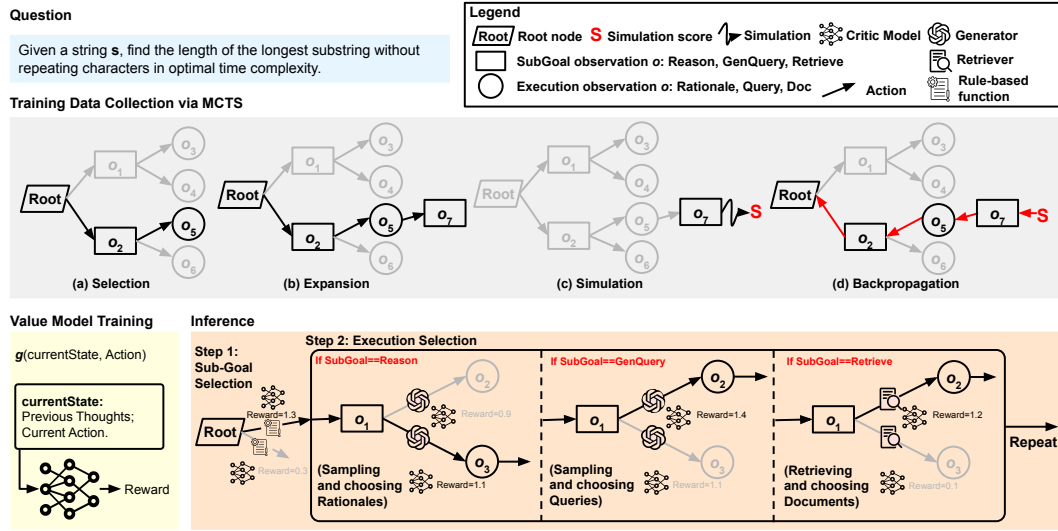 Question
Given a string s, find the length of the longest substring without
repeating characters in optimal time complexity.
Legend
Root Root node S Simulation score Simulation Critic Model Generator
SubGoal observation o: Reason, GenQuery, Retrieve
Retriever
Execution observation o: Rationale, Query, Doc
Action
Rule-based
function
Training Data Collection via MCTS
Root o1 o2 o3 o4 o5 o6
(a) Selection
Root o1 o2 o3 o4 o5 o6 o7
(b) Expansion
Root o1 o2 o3 o4 o5 o6 o7 S
(c) Simulation
Root o1 o2 o3 o4 o5 o6 o7 S
(d) Backpropagation
Value Model Training
g(currentState, Action)
currentState:
Previous Thoughts;
Current Action.
Reward
Inference
Step 1:
Sub-Goal
Selection
Root
Reward=1.3
Reward=0.3
Step 2: Execution Selection
If SubGoal==Reason
o1
o2
Reward=0.9
o3
Reward=1.1
(Sampling
and choosing
Rationales)
If SubGoal==GenQuery
o1
o2
Reward=1.4
o3
Reward=1.1
(Sampling
and choosing
Queries)
If SubGoal==Retrieve
o1
o2
Reward=1.2
o3
Reward=0.1
(Retrieving
and choosing
Documents)
Repeat